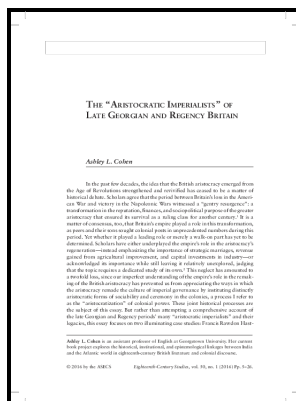 THE “ARISTOCRATIC IMPERIALISTS” OF
LATE GEORGIAN AND REGENCY BRITAIN
Ashley L. Cohen
In the past few decades, the idea that the British aristocracy emerged from
the Age of Revolutions strengthened and revivified has ceased to be a matter of
historical debate. Scholars agree that the period between Britain’s loss in the Ameri-
can War and victory in the Napoleonic Wars witnessed a “gentry resurgence”: a
transformation in the reputation, finances, and sociopolitical purpose of the greater
aristocracy that ensured its survival as a ruling class for another century.¹ It is a
matter of consensus, too, that Britain’s empire played a role in this transformation,
as peers and their sons sought colonial posts in unprecedented numbers during this
period. Yet whether it played a leading role or merely a walk-on part has yet to be
determined. Scholars have either underplayed the empire’s role in the aristocracy’s
regeneration—instead emphasizing the importance of strategic marriages, revenue
gained from agricultural improvement, and capital investments in industry—or
acknowledged its importance while still leaving it relatively unexplored, judging
that the topic requires a dedicated study of its own.² This neglect has amounted to
a twofold loss, since our imperfect understanding of the empire’s role in the remak-
ing of the British aristocracy has prevented us from appreciating the ways in which
the aristocracy remade the culture of imperial governance by instituting distinctly
aristocratic forms of sociability and ceremony in the colonies, a process I refer to
as the “aristocratization” of colonial power. These joint historical processes are
the subject of this essay. But rather than attempting a comprehensive account of
the late Georgian and Regency periods’ many “aristocratic imperialists” and their
legacies, this essay focuses on two illuminating case studies: Francis Rawdon Hast-
Ashley L. Cohen is an assistant professor of English at Georgetown University. Her current
book project explores the historical, institutional, and epistemological linkages between India
and the Atlantic world in eighteenth-century British literature and colonial discourse.
© 2016 by the ASECS
Eighteenth-Century Studies, vol. 50, no. 1 (2016) Pp. 5–26.